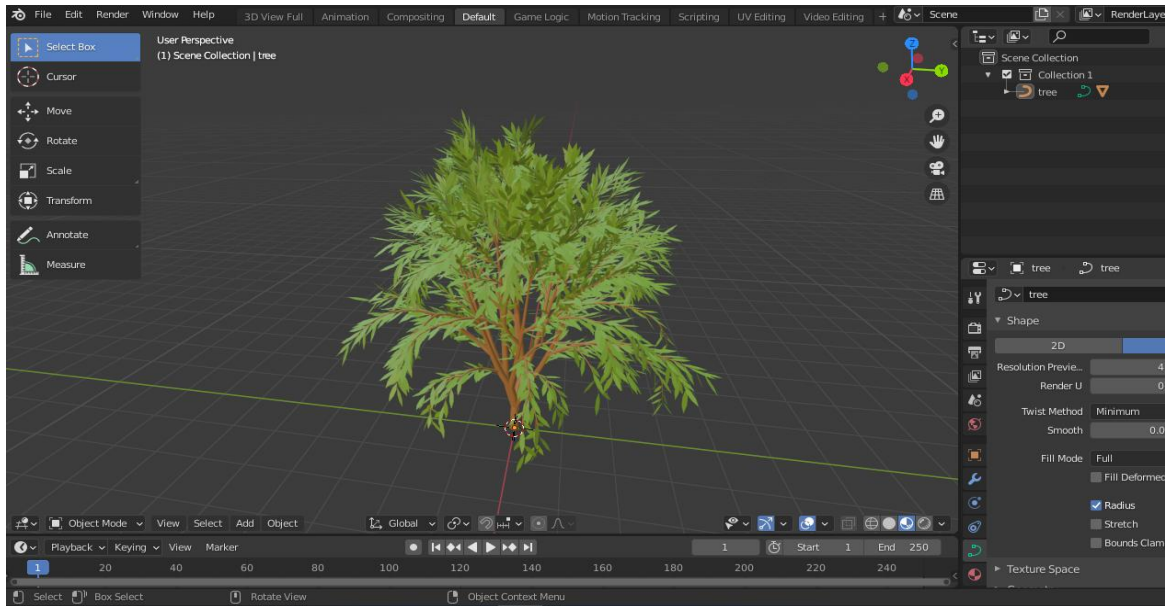 File Edit Render Window Help 3D View Full Animation Compositing Default Game Logic Motion Tracking Scripting UV Editing Video Editing + Scene RenderLaye
Select Box
Cursor
Move
Rotate
Scale
Transform
Annotate
Measure
User Perspective
(1) Scene Collection | tree
Z
Y
X
Scene Collection
Collection 1
tree
tree tree
tree
Shape
2D
Resolution Previe... 4
Render U 0
Twist Method Minimum
Smooth 0.0
Fill Mode Full
Fill Deformed
Radius
Stretch
Bounds Clam
Texture Space
Object Mode View Select Add Object Global
Playback Keying View Marker 1 Start 1 End 250
1 20 40 60 80 100 120 140 160 180 200 220 240
Select Box Select Rotate View Object Context Menu